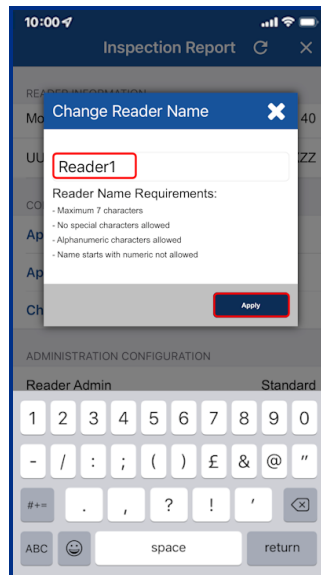 10:00
Inspection Report
READER INFORMATION
Mo 40
Change Reader Name
UU ZZ
Reader1
Reader Name Requirements:
- Maximum 7 characters
- No special characters allowed
- Alphanumeric characters allowed
- Name starts with numeric not allowed
CO
Ap
Ap
Ch
Apply
ADMINISTRATION CONFIGURATION
Reader Admin Standard
1 2 3 4 5 6 7 8 9 0
- / : ; ( ) £ & @ "
#+= . , ? ! '
ABC space return